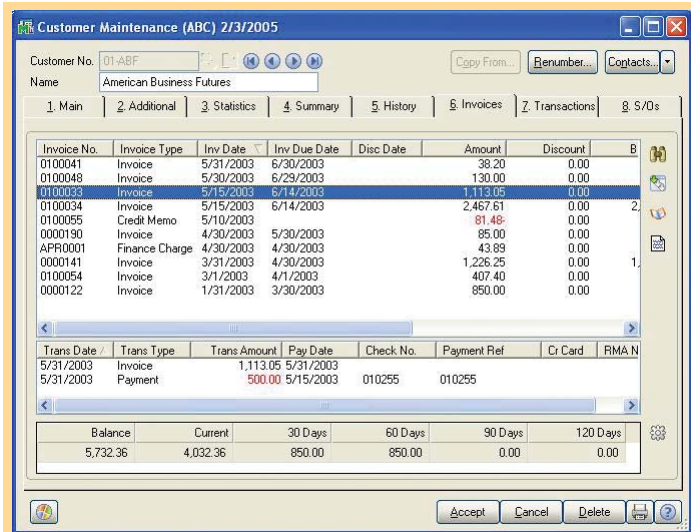 Customer Maintenance (ABC) 2/3/2005
Customer No. 01-ABF Copy From... Renumber... Contacts...
Name American Business Futures
1. Main 2. Additional 3. Statistics 4. Summary 5. History 6. Invoices 7. Transactions 8. S/Os
Invoice No. Invoice Type Inv Date Inv Due Date Disc Date Amount Discount B
0100041 Invoice 5/31/2003 6/30/2003 38.20 0.00
0100048 Invoice 5/30/2003 6/29/2003 130.00 0.00
0100033 Invoice 5/15/2003 6/14/2003 1,113.05 0.00
0100034 Invoice 5/15/2003 6/14/2003 2,467.61 0.00 2,
0100055 Credit Memo 5/10/2003 81.48- 0.00
0000190 Invoice 4/30/2003 5/30/2003 85.00 0.00
APR0001 Finance Charge 4/30/2003 4/30/2003 43.89 0.00
0000141 Invoice 3/31/2003 4/30/2003 1,226.25 0.00 1,
0100054 Invoice 3/1/2003 4/1/2003 407.40 0.00
0000122 Invoice 1/31/2003 3/30/2003 850.00 0.00
Trans Date Trans Type Trans Amount Pay Date Check No. Payment Ref Cr Card RMA N
5/31/2003 Invoice 1,113.05 5/31/2003
5/31/2003 Payment 500.00 5/15/2003 010255 010255
Balance Current 30 Days 60 Days 90 Days 120 Days
5,732.36 4,032.36 850.00 850.00 0.00 0.00
Accept Cancel Delete